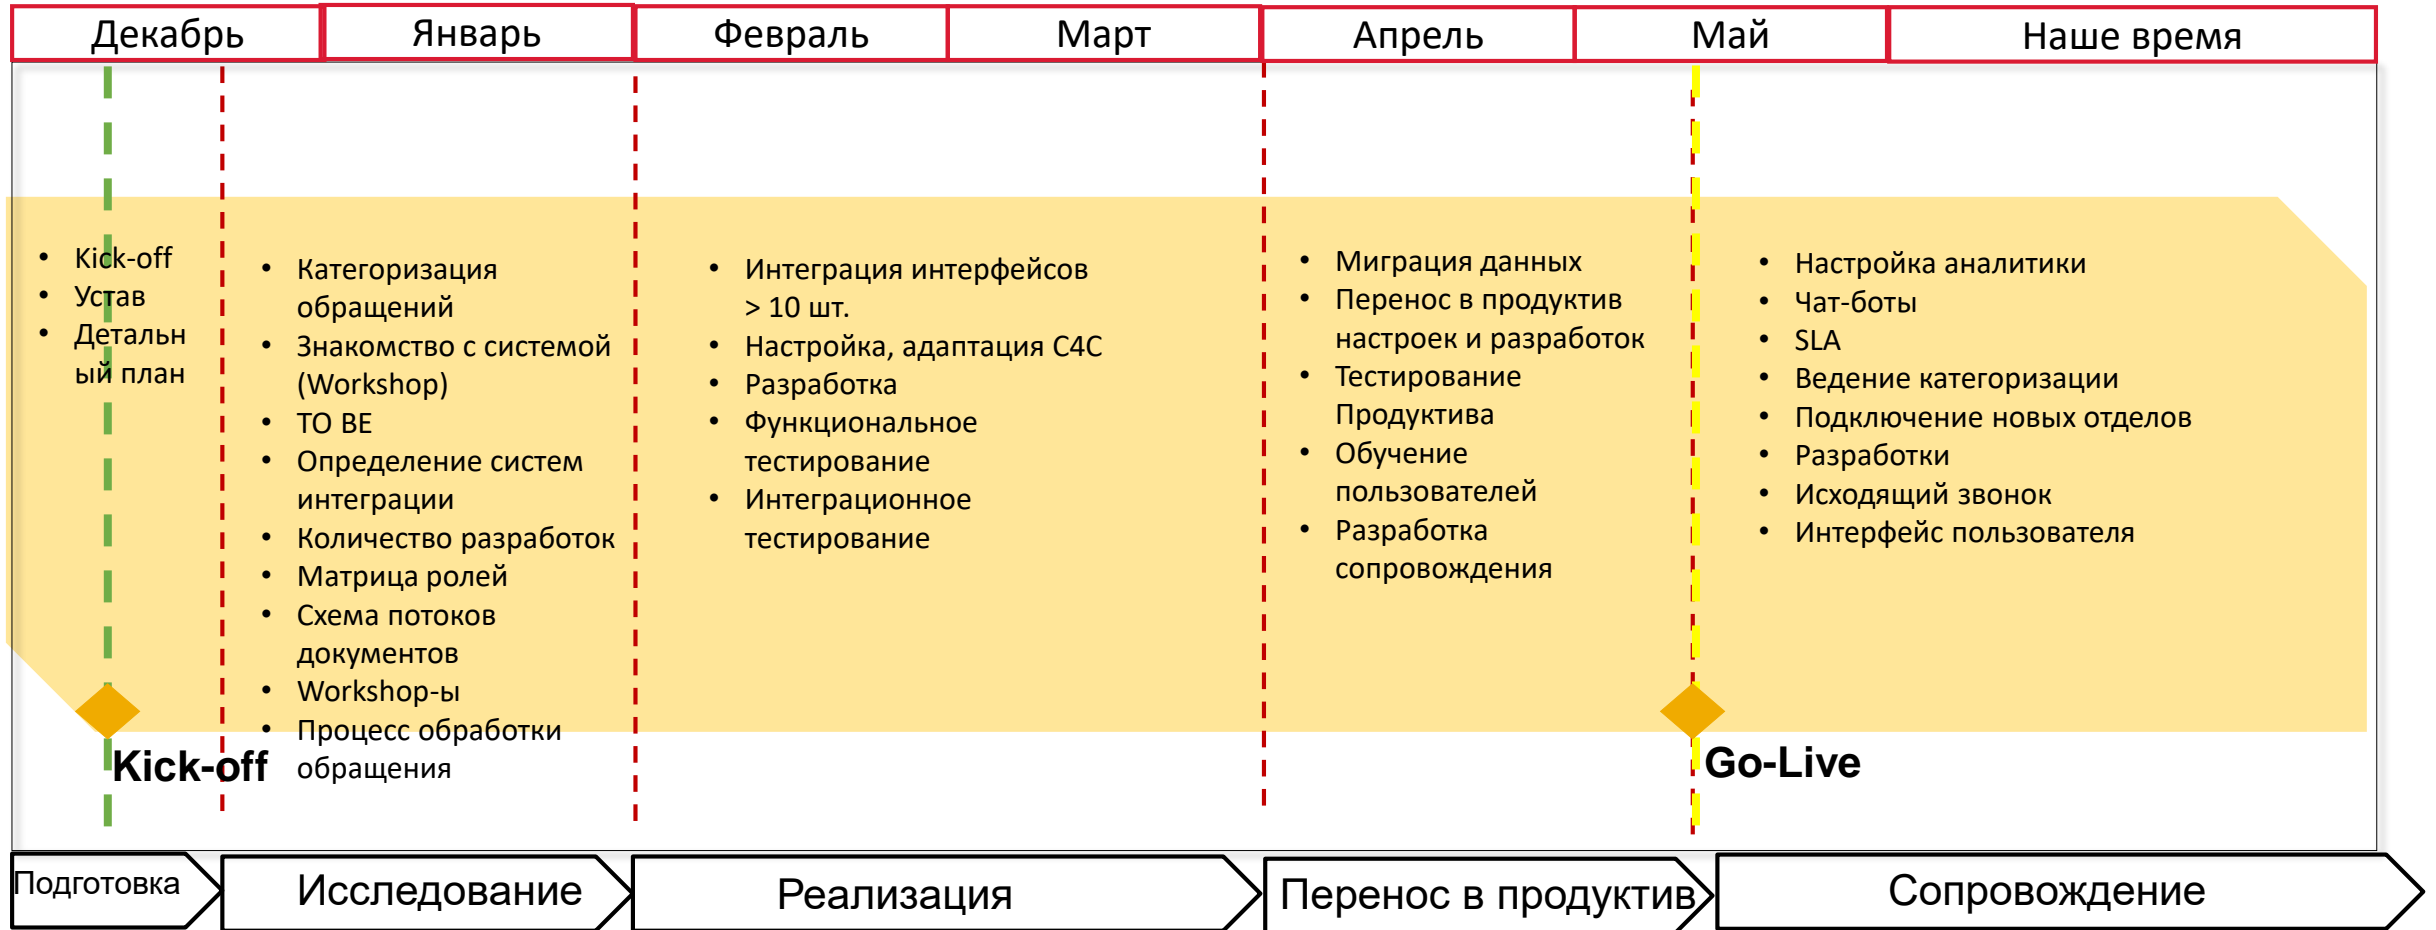 Декабрь
Январь
Февраль
Март
Апрель
Май
Наше время
• Kick-off
• Устав
• Детальн
ый план
• Категоризация
обращений
• Знакомство с системой
(Workshop)
• TO BE
• Определение систем
интеграции
• Количество разработок
• Матрица ролей
• Схема потоков
документов
• Workshop-ы
• Процесс обработки
обращения
• Интеграция интерфейсов
> 10 шт.
• Настройка, адаптация C4C
• Разработка
• Функциональное
тестирование
• Интеграционное
тестирование
• Миграция данных
• Перенос в продуктив
настроек и разработок
• Тестирование
Продуктива
• Обучение
пользователей
• Разработка
сопровождения
• Настройка аналитики
• Чат-боты
• SLA
• Ведение категоризации
• Подключение новых отделов
• Разработки
• Исходящий звонок
• Интерфейс пользователя
Kick-off
Go-Live
Подготовка
Исследование
Реализация
Перенос в продуктив
Сопровождение